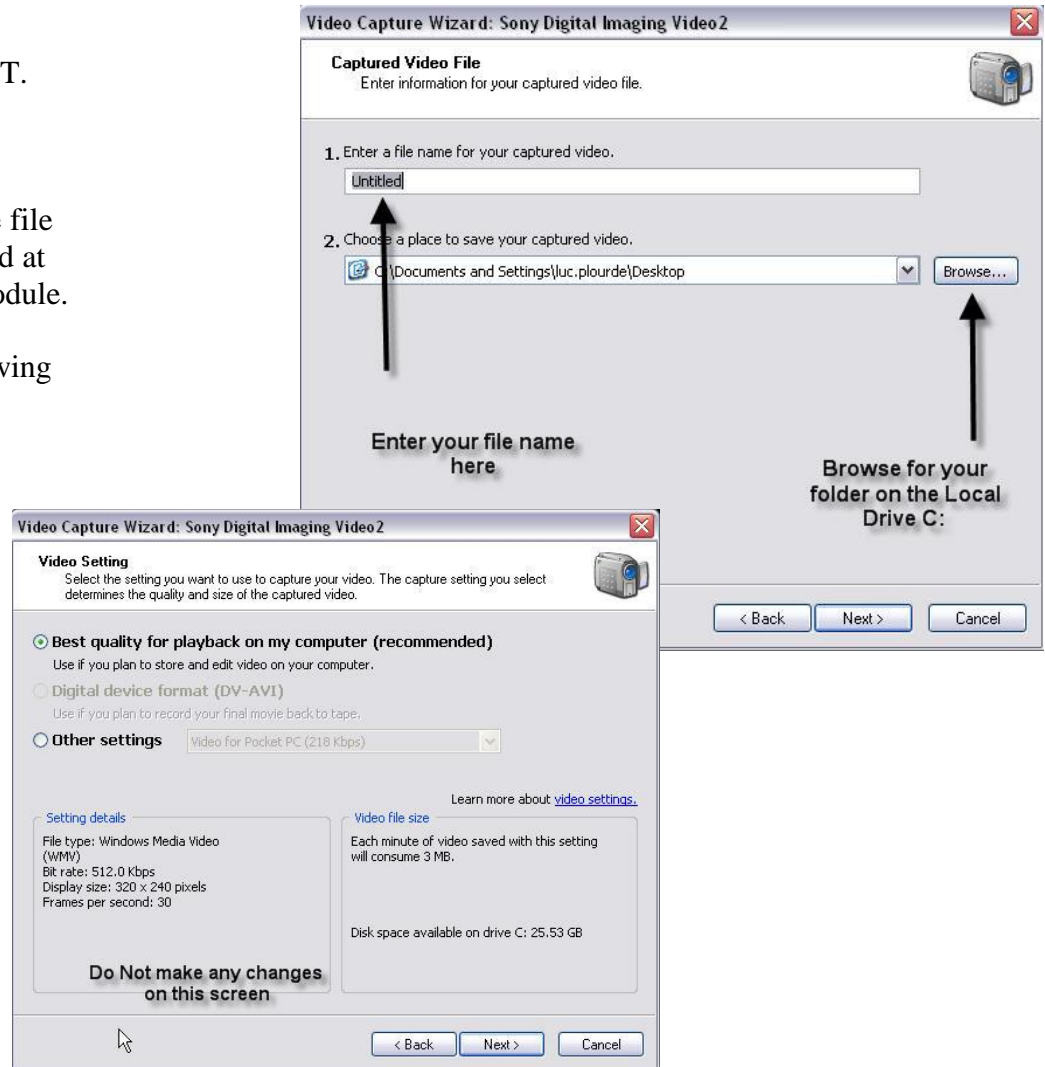 T.
file
d at
odule.
ving
Video Capture Wizard: Sony Digital Imaging Video2
Captured Video File
Enter information for your captured video file.
1. Enter a file name for your captured video.
Untitled
2. Choose a place to save your captured video.
C:\Documents and Settings\luc.plourde\Desktop
Browse...
Enter your file name
here
Browse for your
folder on the Local
Drive C:
< Back
Next >
Cancel
Video Capture Wizard: Sony Digital Imaging Video2
Video Setting
Select the setting you want to use to capture your video. The capture setting you select
determines the quality and size of the captured video.
Best quality for playback on my computer (recommended)
Use if you plan to store and edit video on your computer.
Digital device format (DV-AVI)
Use if you plan to record your final movie back to tape.
Other settings
Video for Pocket PC (218 Kbps)
Learn more about video settings.
Setting details
File type: Windows Media Video
(WMV)
Bit rate: 512.0 Kbps
Display size: 320 x 240 pixels
Frames per second: 30
Video file size
Each minute of video saved with this setting
will consume 3 MB.
Disk space available on drive C: 25.53 GB
Do Not make any changes
on this screen
< Back
Next >
Cancel